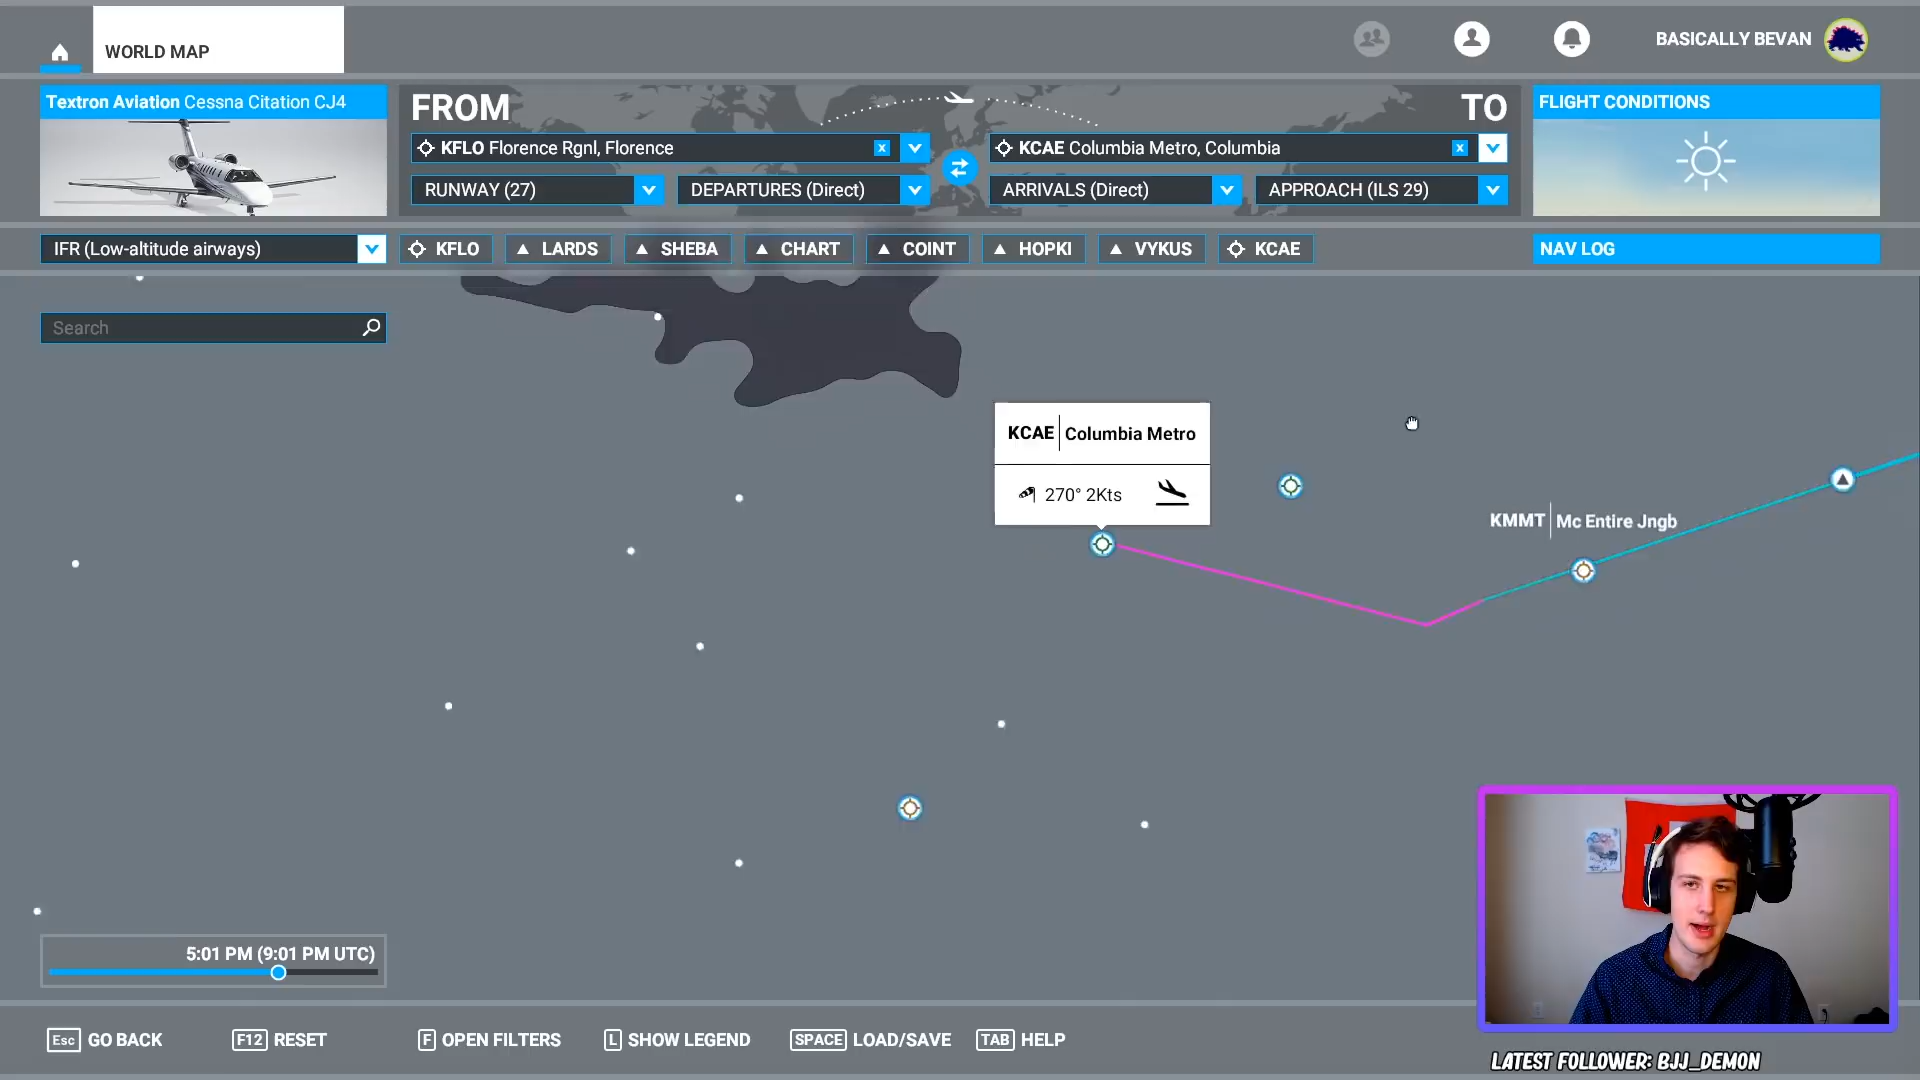 WORLD MAP
BASICALLY BEVAN
Textron Aviation Cessna Citation CJ4
FROM
TO
FLIGHT CONDITIONS
KFLO Florence Rgnl, Florence
x
KCAE Columbia Metro, Columbia
x
RUNWAY (27)
DEPARTURES (Direct)
ARRIVALS (Direct)
APPROACH (ILS 29)
IFR (Low-altitude airways)
KFLO
LARDS
SHEBA
CHART
COINT
HOPKI
VYKUS
KCAE
NAV LOG
Search
KCAE Columbia Metro
270° 2Kts
KMMT Mc Entire Jngb
5:01 PM (9:01 PM UTC)
Esc GO BACK
F12 RESET
F OPEN FILTERS
L SHOW LEGEND
SPACE LOAD/SAVE
TAB HELP
LATEST FOLLOWER: BJJ_DEMON